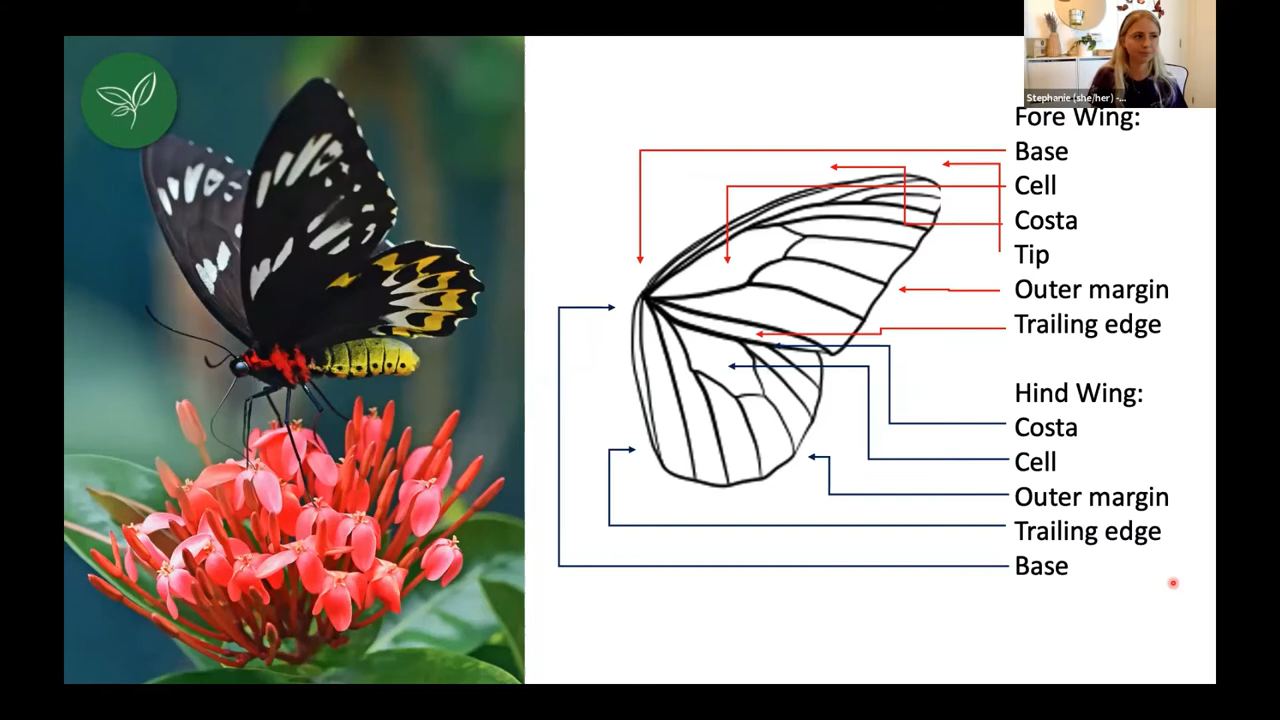 Stephanie (she/her) -...
Fore Wing:
Base
Cell
Costa
Tip
Outer margin
Trailing edge
Hind Wing:
Costa
Cell
Outer margin
Trailing edge
Base